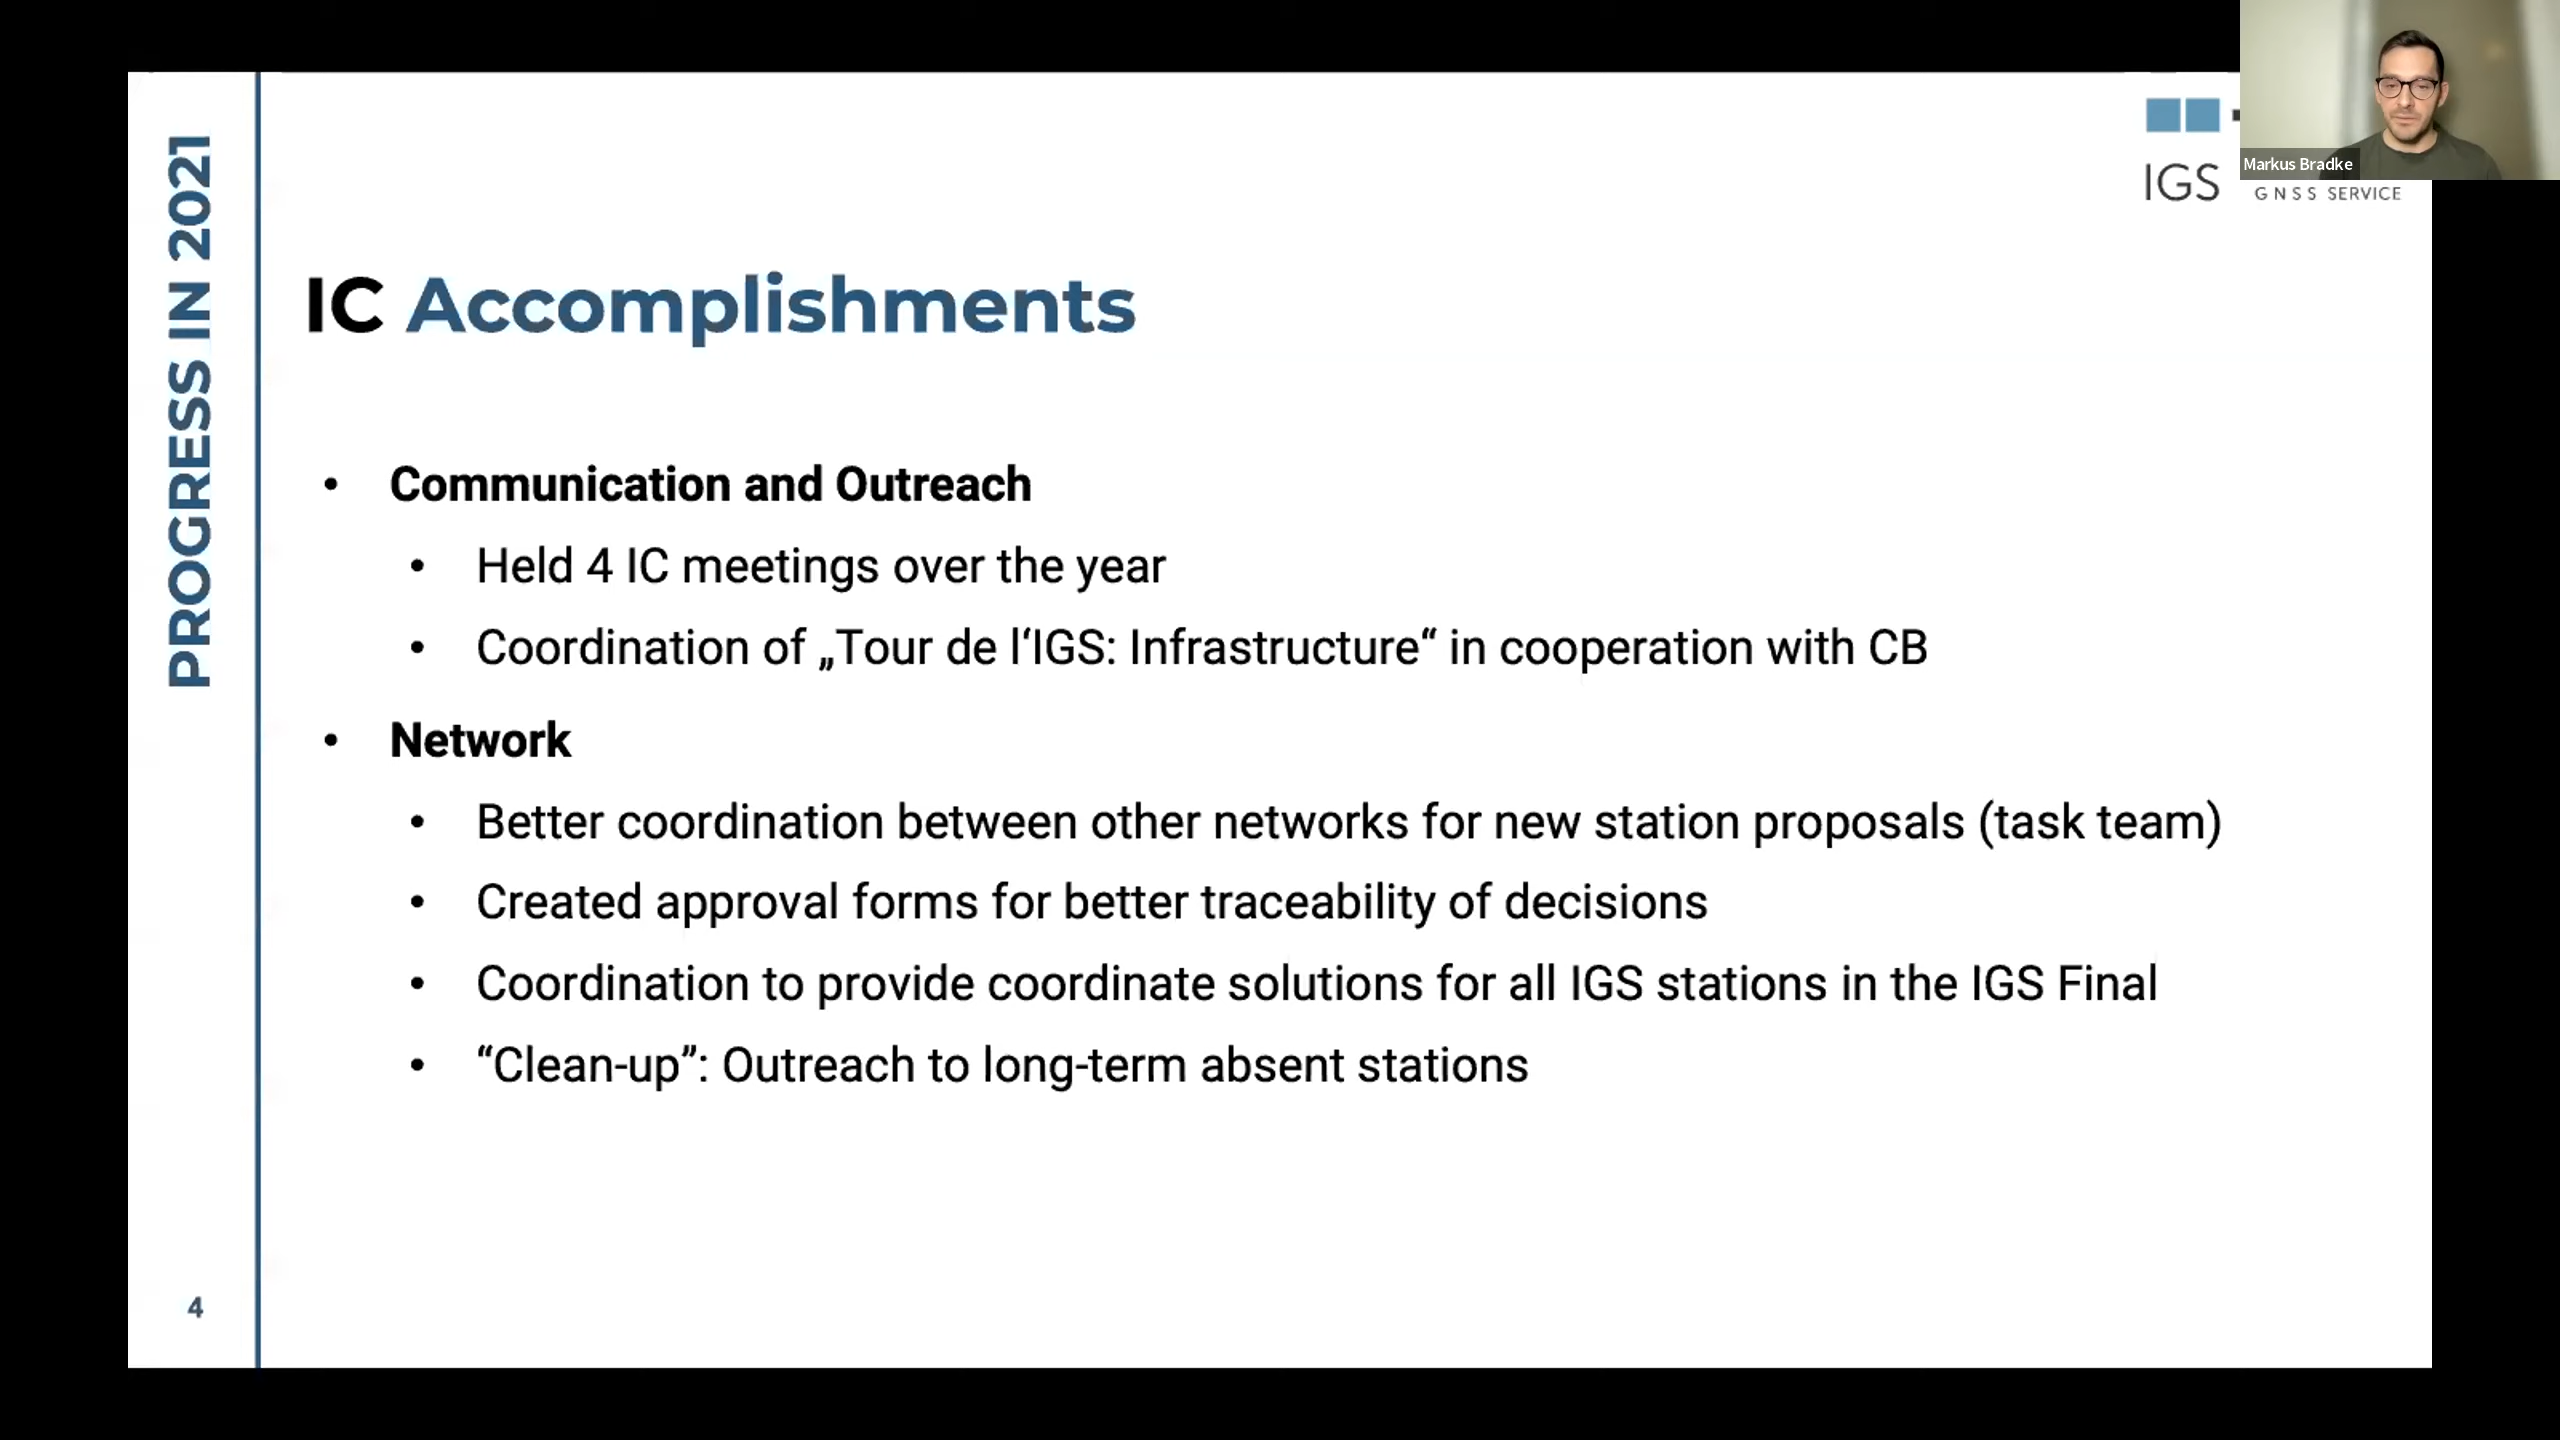 PROGRESS IN 2021
Markus Bradke
IGS
GNSS SERVICE
IC Accomplishments
• Communication and Outreach
• Held 4 IC meetings over the year
• Coordination of „Tour de l‘IGS: Infrastructure“ in cooperation with CB
• Network
• Better coordination between other networks for new station proposals (task team)
• Created approval forms for better traceability of decisions
• Coordination to provide coordinate solutions for all IGS stations in the IGS Final
• “Clean-up”: Outreach to long-term absent stations
4